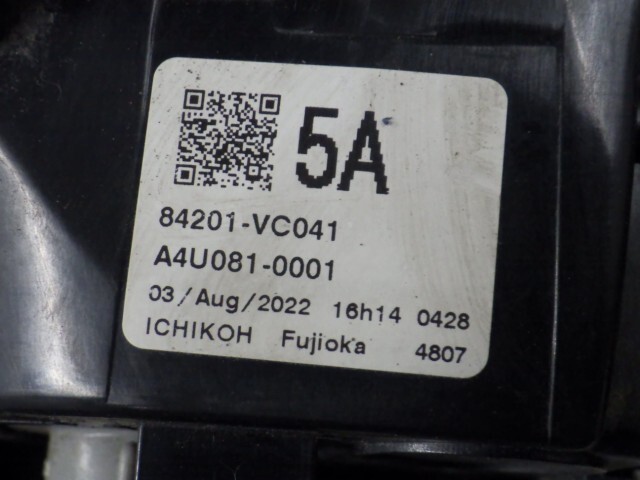 5A
84201-VC041
A4U081-0001
03/Aug/2022 16h14 0428
ICHIKOH Fujioka 4807